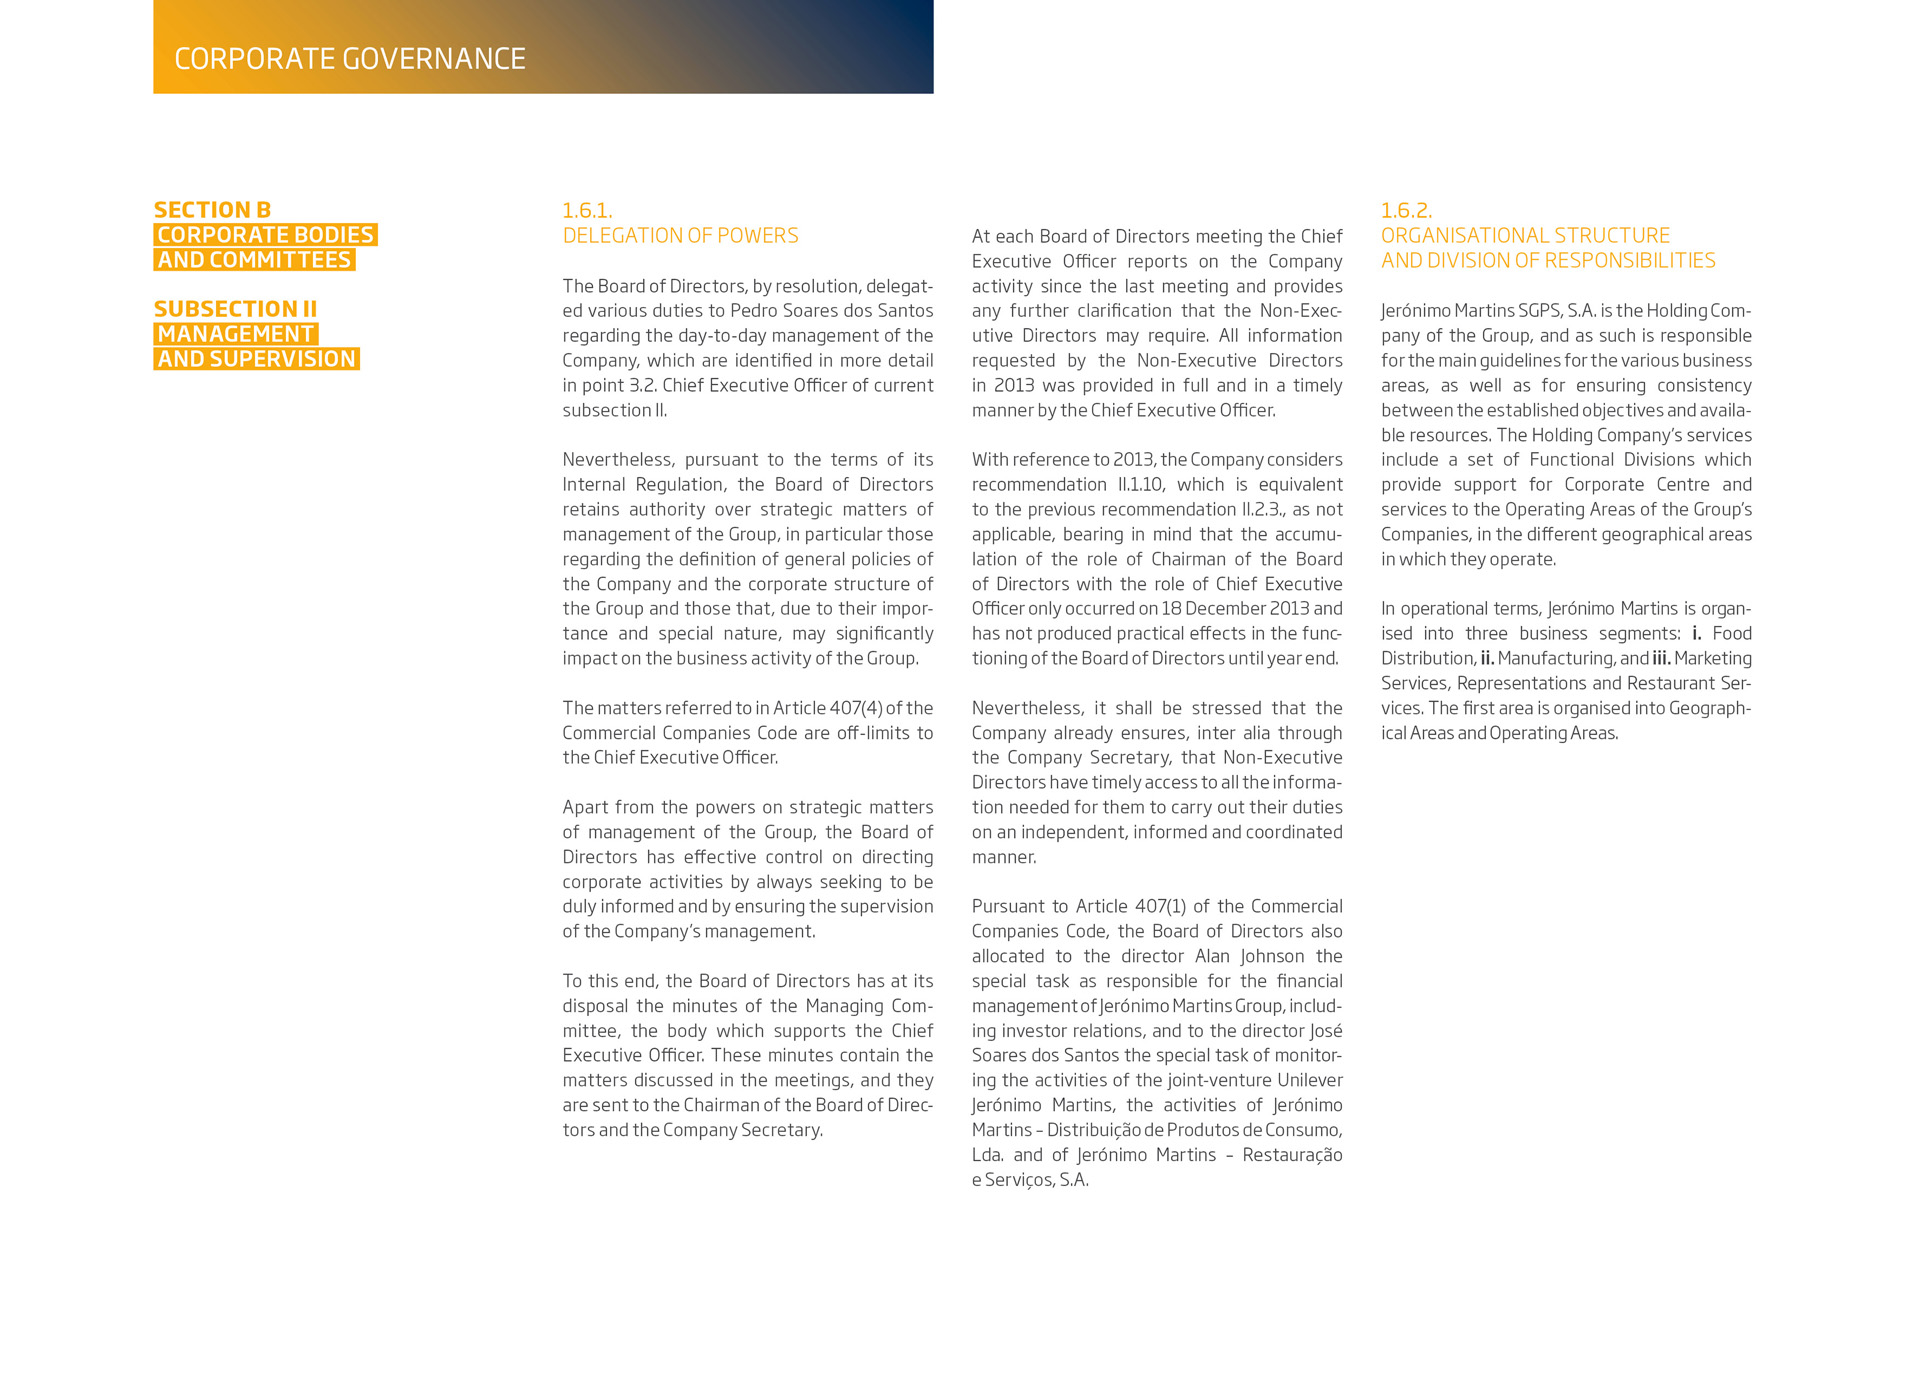 CORPORATE GOVERNANCE
SECTION B
CORPORATE BODIES
AND COMMITTEES
SUBSECTION II
MANAGEMENT
AND SUPERVISION
1.6.1.
DELEGATION OF POWERS
The Board of Directors, by resolution, delegat-
ed various duties to Pedro Soares dos Santos
regarding the day-to-day management of the
Company, which are identified in more detail
in point 3.2. Chief Executive Officer of current
subsection II.
Nevertheless, pursuant to the terms of its
Internal Regulation, the Board of Directors
retains authority over strategic matters of
management of the Group, in particular those
regarding the definition of general policies of
the Company and the corporate structure of
the Group and those that, due to their impor-
tance and special nature, may significantly
impact on the business activity of the Group.
The matters referred to in Article 407(4) of the
Commercial Companies Code are off-limits to
the Chief Executive Officer.
Apart from the powers on strategic matters
of management of the Group, the Board of
Directors has effective control on directing
corporate activities by always seeking to be
duly informed and by ensuring the supervision
of the Company's management.
To this end, the Board of Directors has at its
disposal the minutes of the Managing Com-
mittee, the body which supports the Chief
Executive Officer. These minutes contain the
matters discussed in the meetings, and they
are sent to the Chairman of the Board of Direc-
tors and the Company Secretary.
At each Board of Directors meeting the Chief
Executive Officer reports on the Company
activity since the last meeting and provides
any further clarification that the Non-Exec-
utive Directors may require. All information
requested by the Non-Executive Directors
in 2013 was provided in full and in a timely
manner by the Chief Executive Officer.
With reference to 2013, the Company considers
recommendation II.1.10, which is equivalent
to the previous recommendation II.2.3., as not
applicable, bearing in mind that the accumu-
lation of the role of Chairman of the Board
of Directors with the role of Chief Executive
Officer only occurred on 18 December 2013 and
has not produced practical effects in the func-
tioning of the Board of Directors until year end.
Nevertheless, it shall be stressed that the
Company already ensures, inter alia through
the Company Secretary, that Non-Executive
Directors have timely access to all the informa-
tion needed for them to carry out their duties
on an independent, informed and coordinated
manner.
Pursuant to Article 407(1) of the Commercial
Companies Code, the Board of Directors also
allocated to the director Alan Johnson the
special task as responsible for the financial
management of Jerónimo Martins Group, includ-
ing investor relations, and to the director José
Soares dos Santos the special task of monitor-
ing the activities of the joint-venture Unilever
Jerónimo Martins, the activities of Jerónimo
Martins – Distribuição de Produtos de Consumo,
Lda. and of Jerónimo Martins – Restauração
e Serviços, S.A.
1.6.2.
ORGANISATIONAL STRUCTURE
AND DIVISION OF RESPONSIBILITIES
Jerónimo Martins SGPS, S.A. is the Holding Com-
pany of the Group, and as such is responsible
for the main guidelines for the various business
areas, as well as for ensuring consistency
between the established objectives and availa-
ble resources. The Holding Company's services
include a set of Functional Divisions which
provide support for Corporate Centre and
services to the Operating Areas of the Group's
Companies, in the different geographical areas
in which they operate.
In operational terms, Jerónimo Martins is organ-
ised into three business segments: i. Food
Distribution, ii. Manufacturing, and iii. Marketing
Services, Representations and Restaurant Ser-
vices. The first area is organised into Geograph-
ical Areas and Operating Areas.